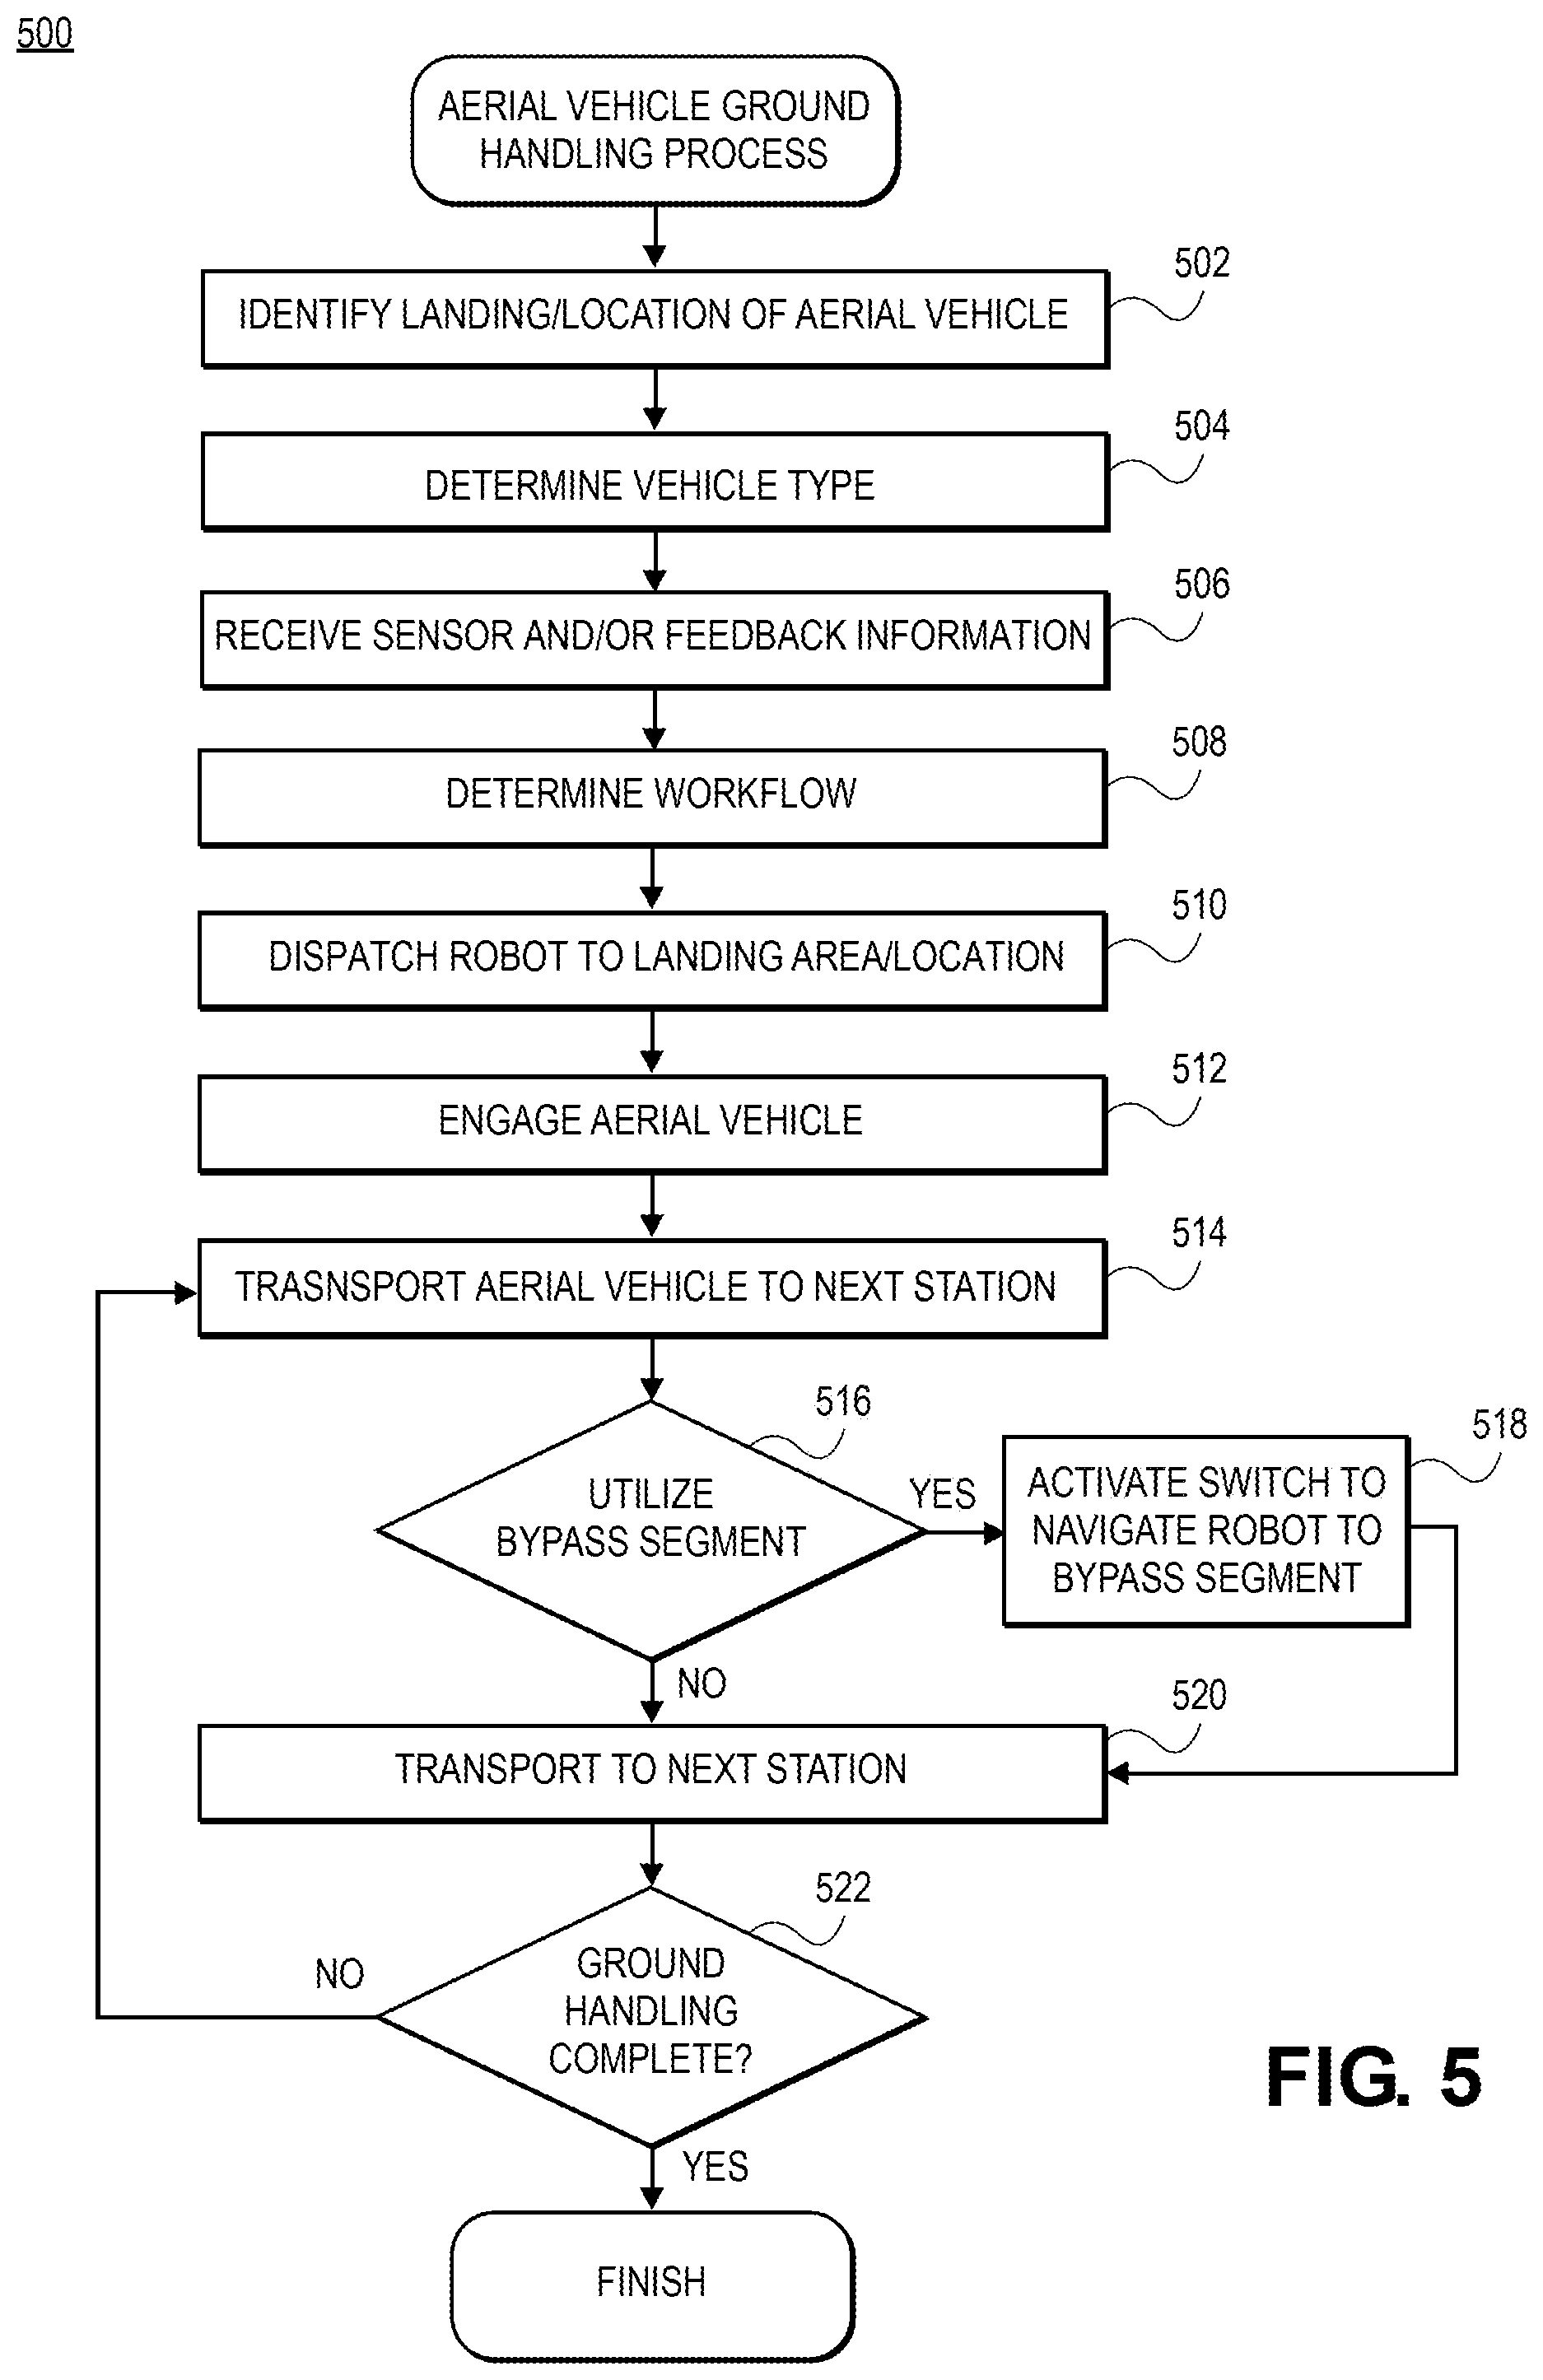 500
AERIAL VEHICLE GROUND
HANDLING PROCESS
502
IDENTIFY LANDING/LOCATION OF AERIAL VEHICLE
504
DETERMINE VEHICLE TYPE
506
RECEIVE SENSOR AND/OR FEEDBACK INFORMATION
508
DETERMINE WORKFLOW
510
DISPATCH ROBOT TO LANDING AREA/LOCATION
512
ENGAGE AERIAL VEHICLE
514
TRASNSPORT AERIAL VEHICLE TO NEXT STATION
516
UTILIZE
BYPASS SEGMENT
YES
518
ACTIVATE SWITCH TO
NAVIGATE ROBOT TO
BYPASS SEGMENT
NO
520
TRANSPORT TO NEXT STATION
522
GROUND
HANDLING
COMPLETE?
NO
YES
FINISH
FIG. 5